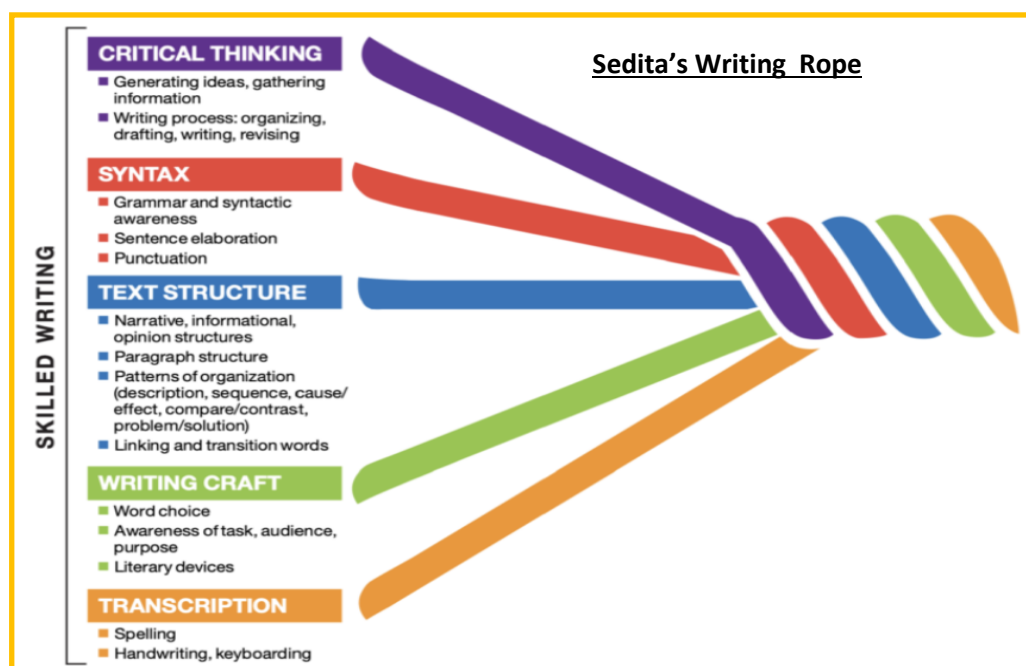 Sedita's Writing Rope
SKILLED WRITING
CRITICAL THINKING
Generating ideas, gathering
information
Writing process: organizing,
drafting, writing, revising
SYNTAX
Grammar and syntactic
awareness
Sentence elaboration
Punctuation
TEXT STRUCTURE
Narrative, informational,
opinion structures
Paragraph structure
Patterns of organization
(description, sequence, cause/
effect, compare/contrast,
problem/solution)
Linking and transition words
WRITING CRAFT
Word choice
Awareness of task, audience,
purpose
Literary devices
TRANSCRIPTION
Spelling
Handwriting, keyboarding